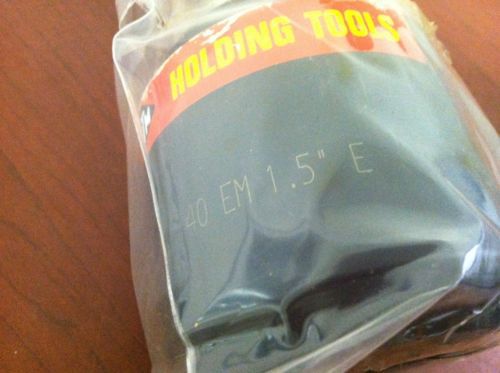 HOLDING TOOLS
40 EM 1.5" E